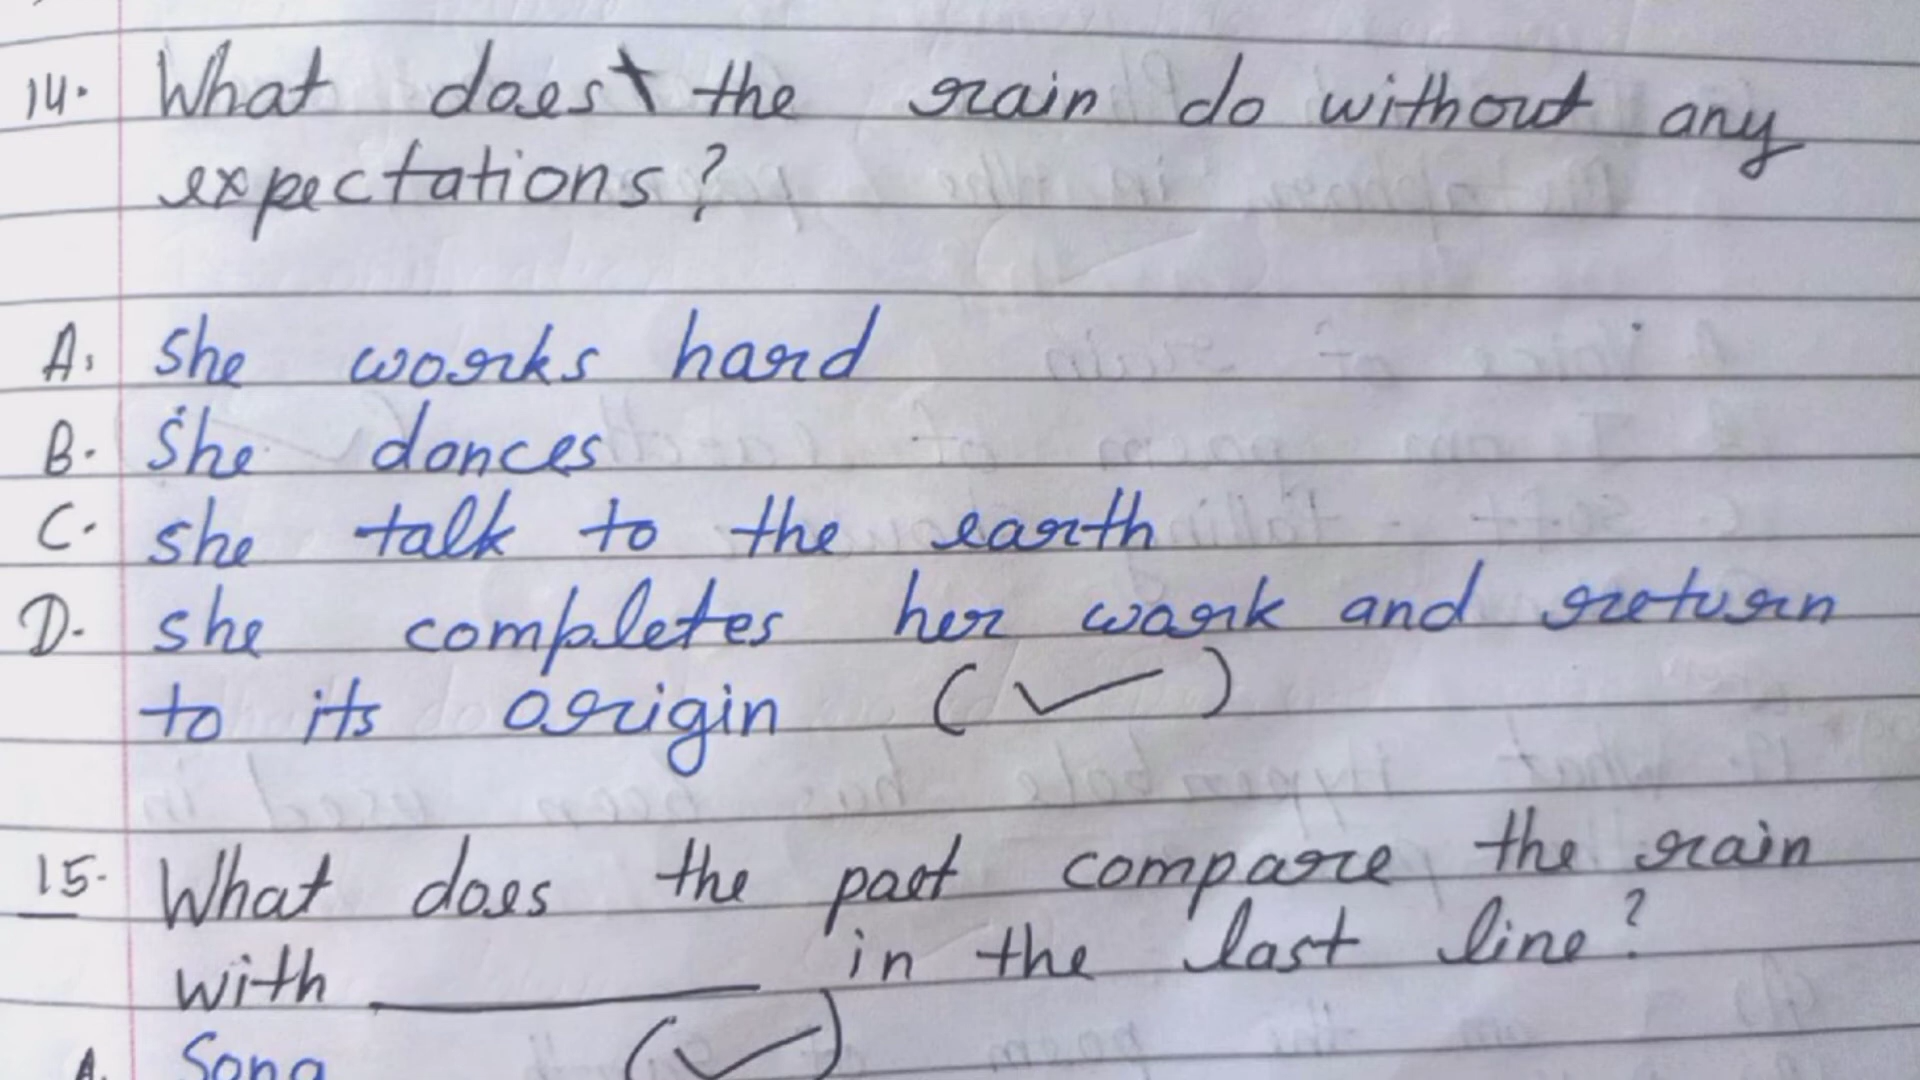 14. What does the rain do without any
expectations?
A. She works hard
B. She dances
C. she talk to the earth
D. she completes her work and return
to its origin (✓)
15. What does the poet compare the rain
with ________ in the last line?
A. Song (✓)